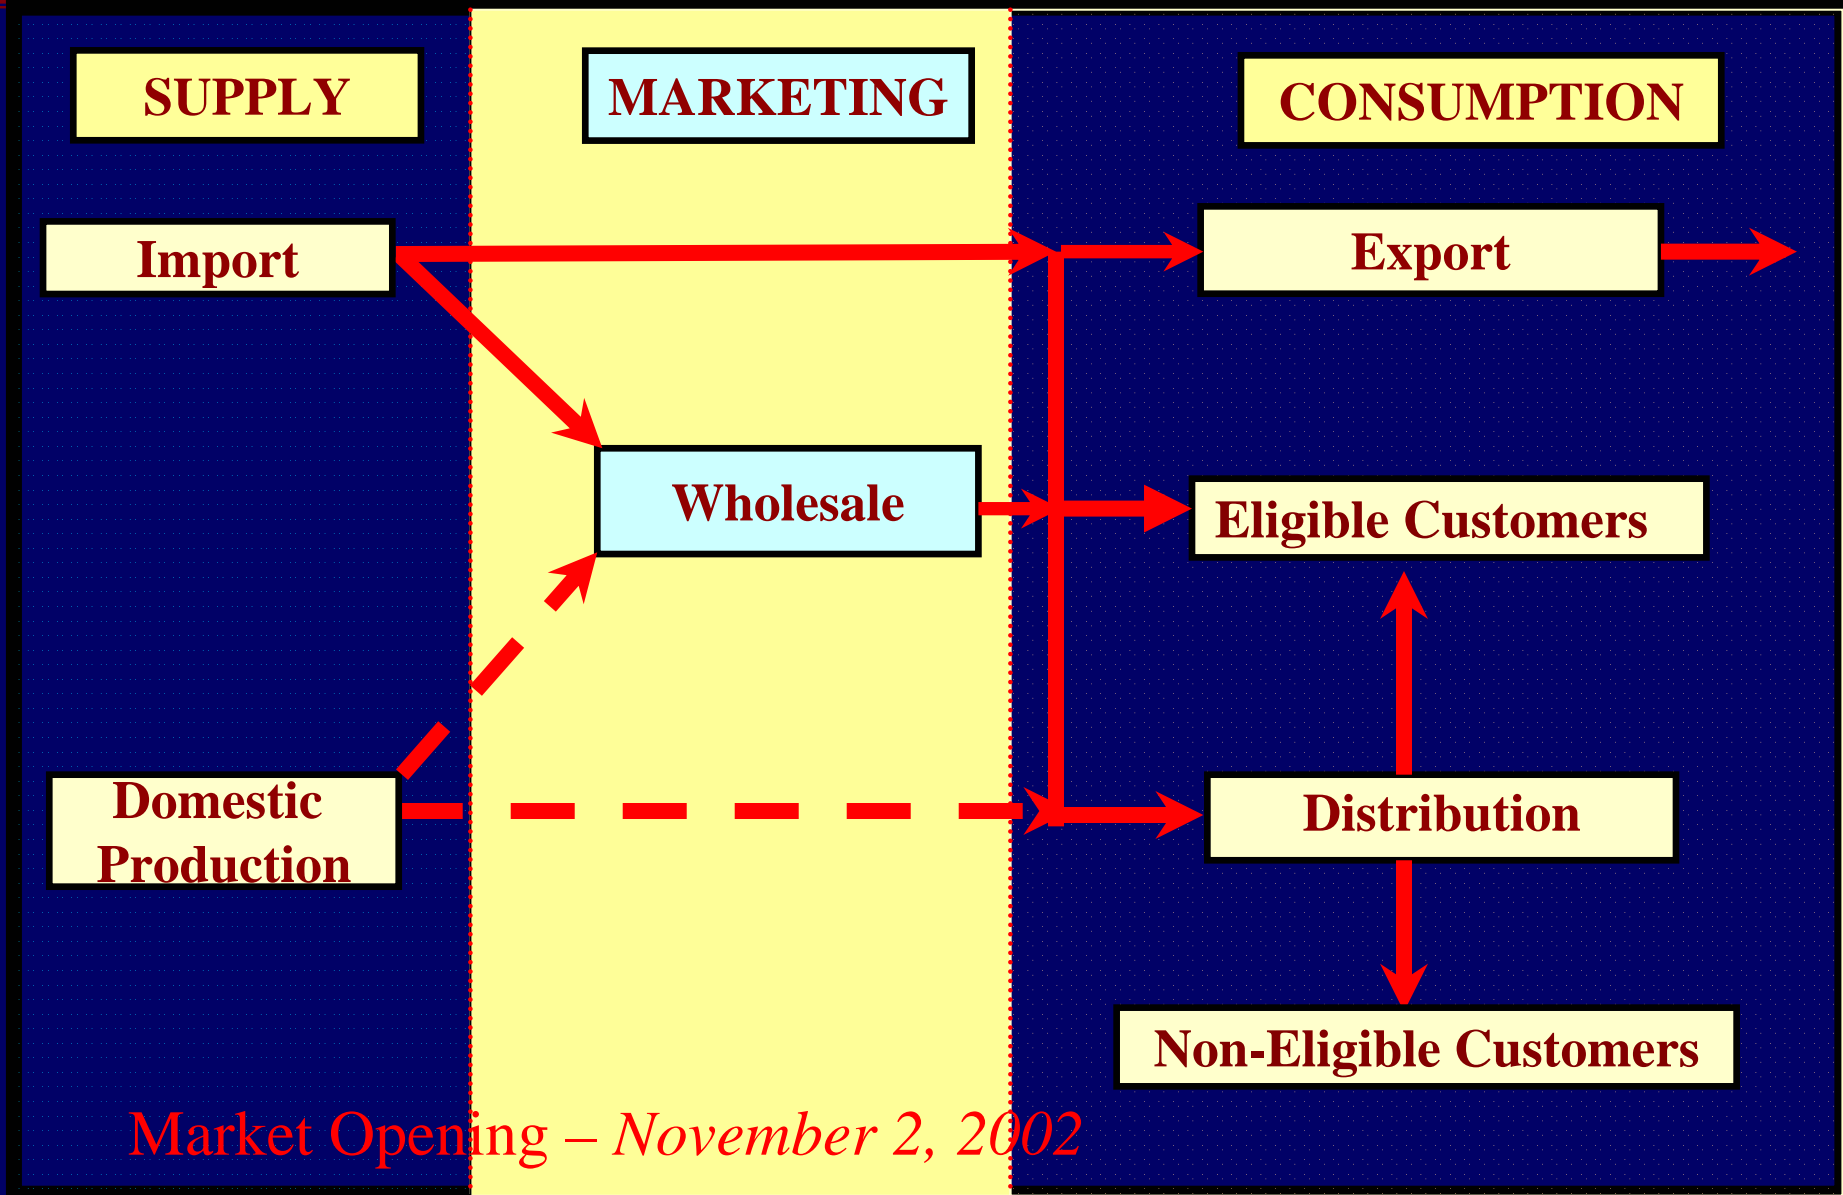 SUPPLY
MARKETING
CONSUMPTION
Import
Export
Wholesale
Eligible Customers
Domestic
Production
Distribution
Non-Eligible Customers
Market Opening – November 2, 2002